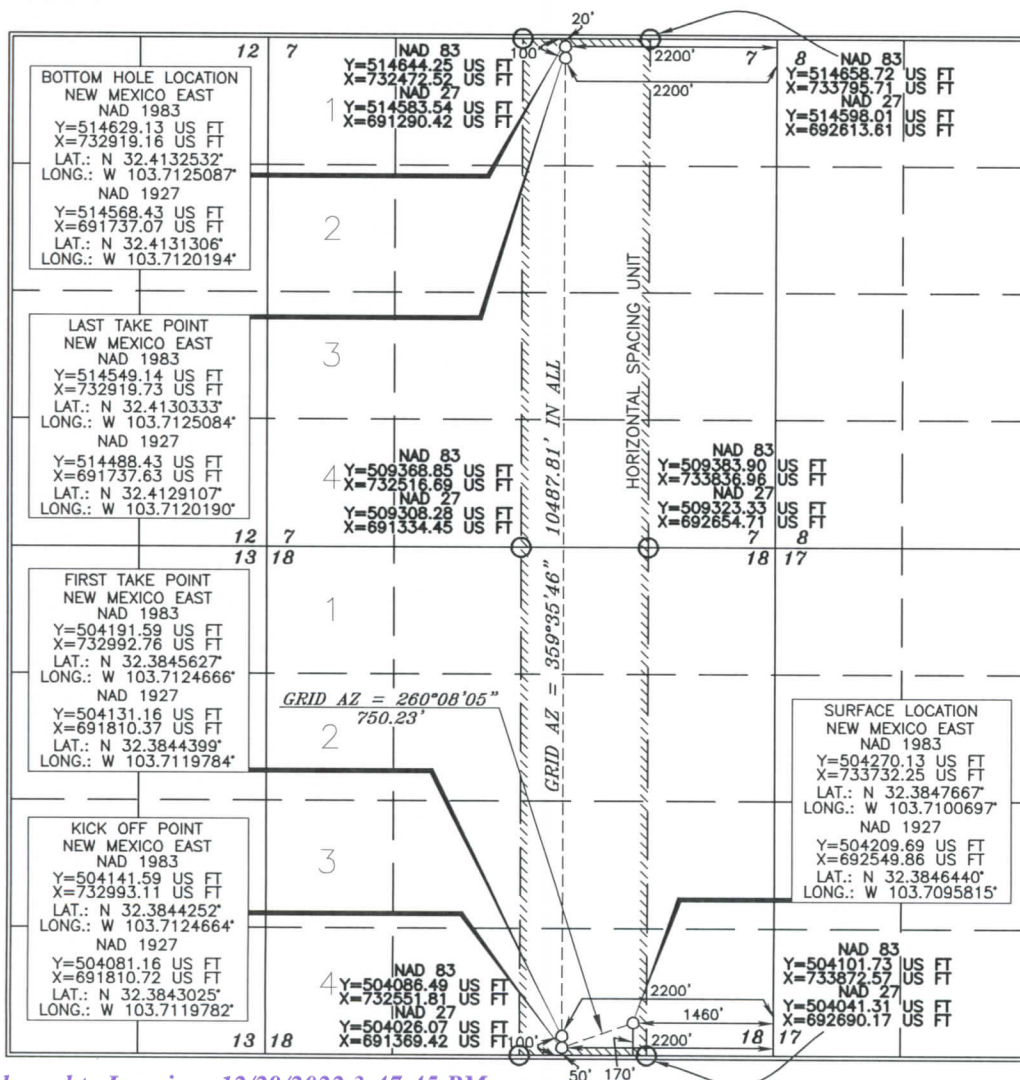 20'
12 7
100'
2200'
7 8
2200'
NAD 83
Y=514644.25 US FT
X=732472.52 US FT
NAD 27
Y=514583.54 US FT
X=691290.42 US FT
NAD 83
Y=514658.72 US FT
X=733795.71 US FT
NAD 27
Y=514598.01 US FT
X=692613.61 US FT
BOTTOM HOLE LOCATION
NEW MEXICO EAST
NAD 1983
Y=514629.13 US FT
X=732919.16 US FT
LAT.: N 32.4132532°
LONG.: W 103.7125087°
NAD 1927
Y=514568.43 US FT
X=691737.07 US FT
LAT.: N 32.4131306°
LONG.: W 103.7120194°
1
2
3
4
HORIZONTAL SPACING UNIT
GRID AZ = 359°35'46" 10487.81' IN ALL
LAST TAKE POINT
NEW MEXICO EAST
NAD 1983
Y=514549.14 US FT
X=732919.73 US FT
LAT.: N 32.4130333°
LONG.: W 103.7125084°
NAD 1927
Y=514488.43 US FT
X=691737.63 US FT
LAT.: N 32.4129107°
LONG.: W 103.7120190°
NAD 83
Y=509368.85 US FT
X=732516.69 US FT
NAD 27
Y=509308.28 US FT
X=691334.45 US FT
NAD 83
Y=509383.90 US FT
X=733836.96 US FT
NAD 27
Y=509323.33 US FT
X=692654.71 US FT
12 7
13 18
7 8
18 17
FIRST TAKE POINT
NEW MEXICO EAST
NAD 1983
Y=504191.59 US FT
X=732992.76 US FT
LAT.: N 32.3845627°
LONG.: W 103.7124666°
NAD 1927
Y=504131.16 US FT
X=691810.37 US FT
LAT.: N 32.3844399°
LONG.: W 103.7119784°
1
2
3
4
GRID AZ = 260°08'05"
750.23'
SURFACE LOCATION
NEW MEXICO EAST
NAD 1983
Y=504270.13 US FT
X=733732.25 US FT
LAT.: N 32.3847667°
LONG.: W 103.7100697°
NAD 1927
Y=504209.69 US FT
X=692549.86 US FT
LAT.: N 32.3846440°
LONG.: W 103.7095815°
KICK OFF POINT
NEW MEXICO EAST
NAD 1983
Y=504141.59 US FT
X=732993.11 US FT
LAT.: N 32.3844252°
LONG.: W 103.7124664°
NAD 1927
Y=504081.16 US FT
X=691810.72 US FT
LAT.: N 32.3843025°
LONG.: W 103.7119782°
NAD 83
Y=504086.49 US FT
X=732551.81 US FT
NAD 27
Y=504026.07 US FT
X=691369.42 US FT
NAD 83
Y=504101.73 US FT
X=733872.57 US FT
NAD 27
Y=504041.31 US FT
X=692690.17 US FT
2200'
1460'
2200'
13 18
100'
18 17
50'
170'
12/29/2022 3:47:45 PM